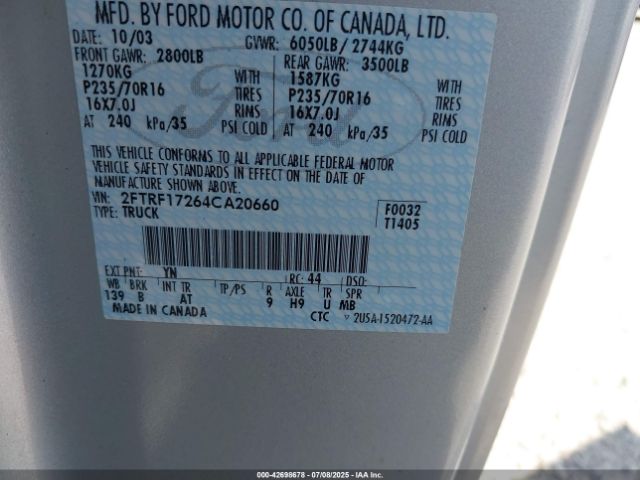 MFD. BY FORD MOTOR CO. OF CANADA, LTD.
DATE: 10/03 GVWR: 6050LB/ 2744KG
FRONT GAWR: 2800LB REAR GAWR: 3500LB
1270KG WITH 1587KG WITH
P235/70R16 TIRES P235/70R16 TIRES
16X7.0J RIMS 16X7.0J RIMS
AT 240 kPa/35 PSI COLD AT 240 kPa/35 PSI COLD
THIS VEHICLE CONFORMS TO ALL APPLICABLE FEDERAL MOTOR
VEHICLE SAFETY STANDARDS IN EFFECT ON THE DATE OF
MANUFACTURE SHOWN ABOVE.
VIN: 2FTRF17264CA20660 F0032
TYPE: TRUCK T1405
Ford
EXT PNT: YN RC: 44 DSO:
WB BRK INT TR TP/PS R AXLE TR SPR
139 B AT 9 H9 U MB
MADE IN CANADA CTC 2U5A-1520472-AA
000-42698678 - 07/08/2025 - IAA Inc.